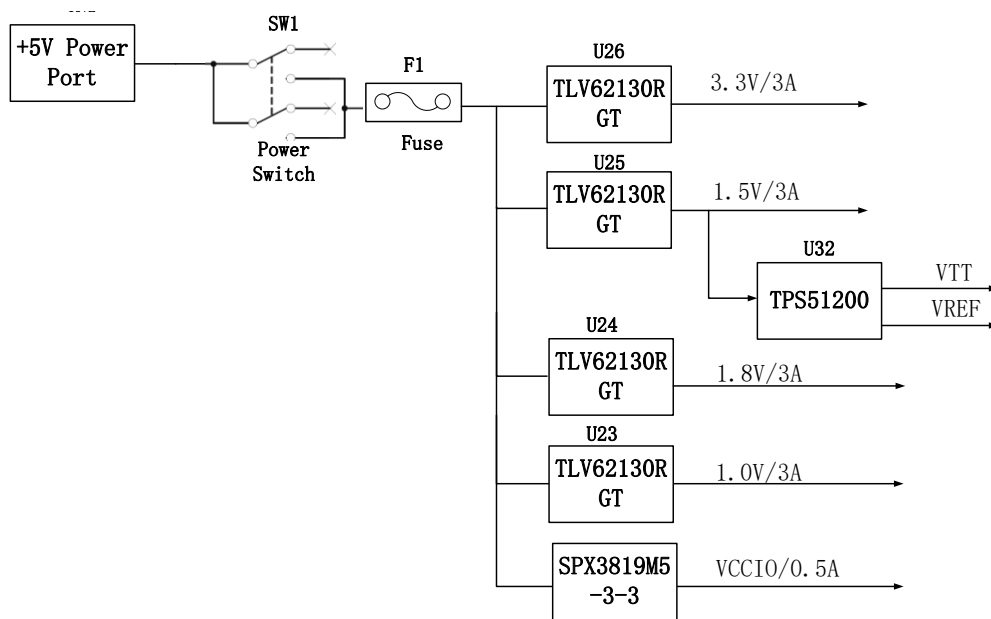 +5V Power
Port
SW1
Power
Switch
F1
Fuse
U26
TLV62130R
GT
3.3V/3A
U25
TLV62130R
GT
1.5V/3A
U32
TPS51200
VTT
VREF
U24
TLV62130R
GT
1.8V/3A
U23
TLV62130R
GT
1.0V/3A
SPX3819M5
-3-3
VCCIO/0.5A